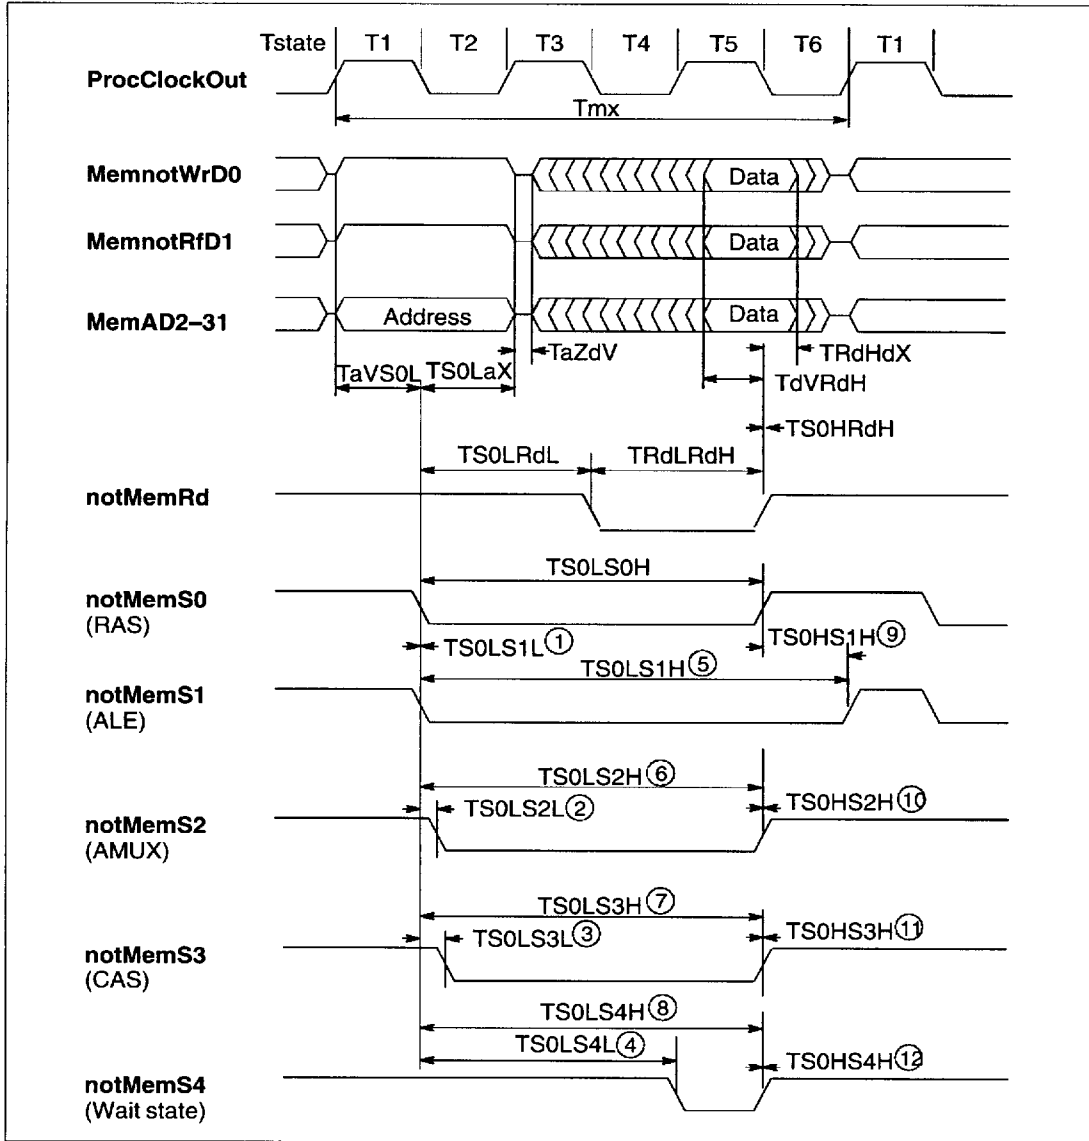 Tstate T1 T2 T3 T4 T5 T6 T1
ProcClockOut
Tmx
MemnotWrD0 Data
MemnotRfD1 Data
MemAD2–31 Address Data
TaZdV TRdHdX
TaVS0L TS0LaX TdVRdH
TS0HRdH
TS0LRdL TRdLRdH
notMemRd
TS0LS0H
notMemS0
(RAS)
TS0LS1L① TS0HS1H⑨
TS0LS1H⑤
notMemS1
(ALE)
TS0LS2H⑥
TS0LS2L② TS0HS2H⑩
notMemS2
(AMUX)
TS0LS3H⑦
TS0LS3L③ TS0HS3H⑪
notMemS3
(CAS)
TS0LS4H⑧
TS0LS4L④ TS0HS4H⑫
notMemS4
(Wait state)